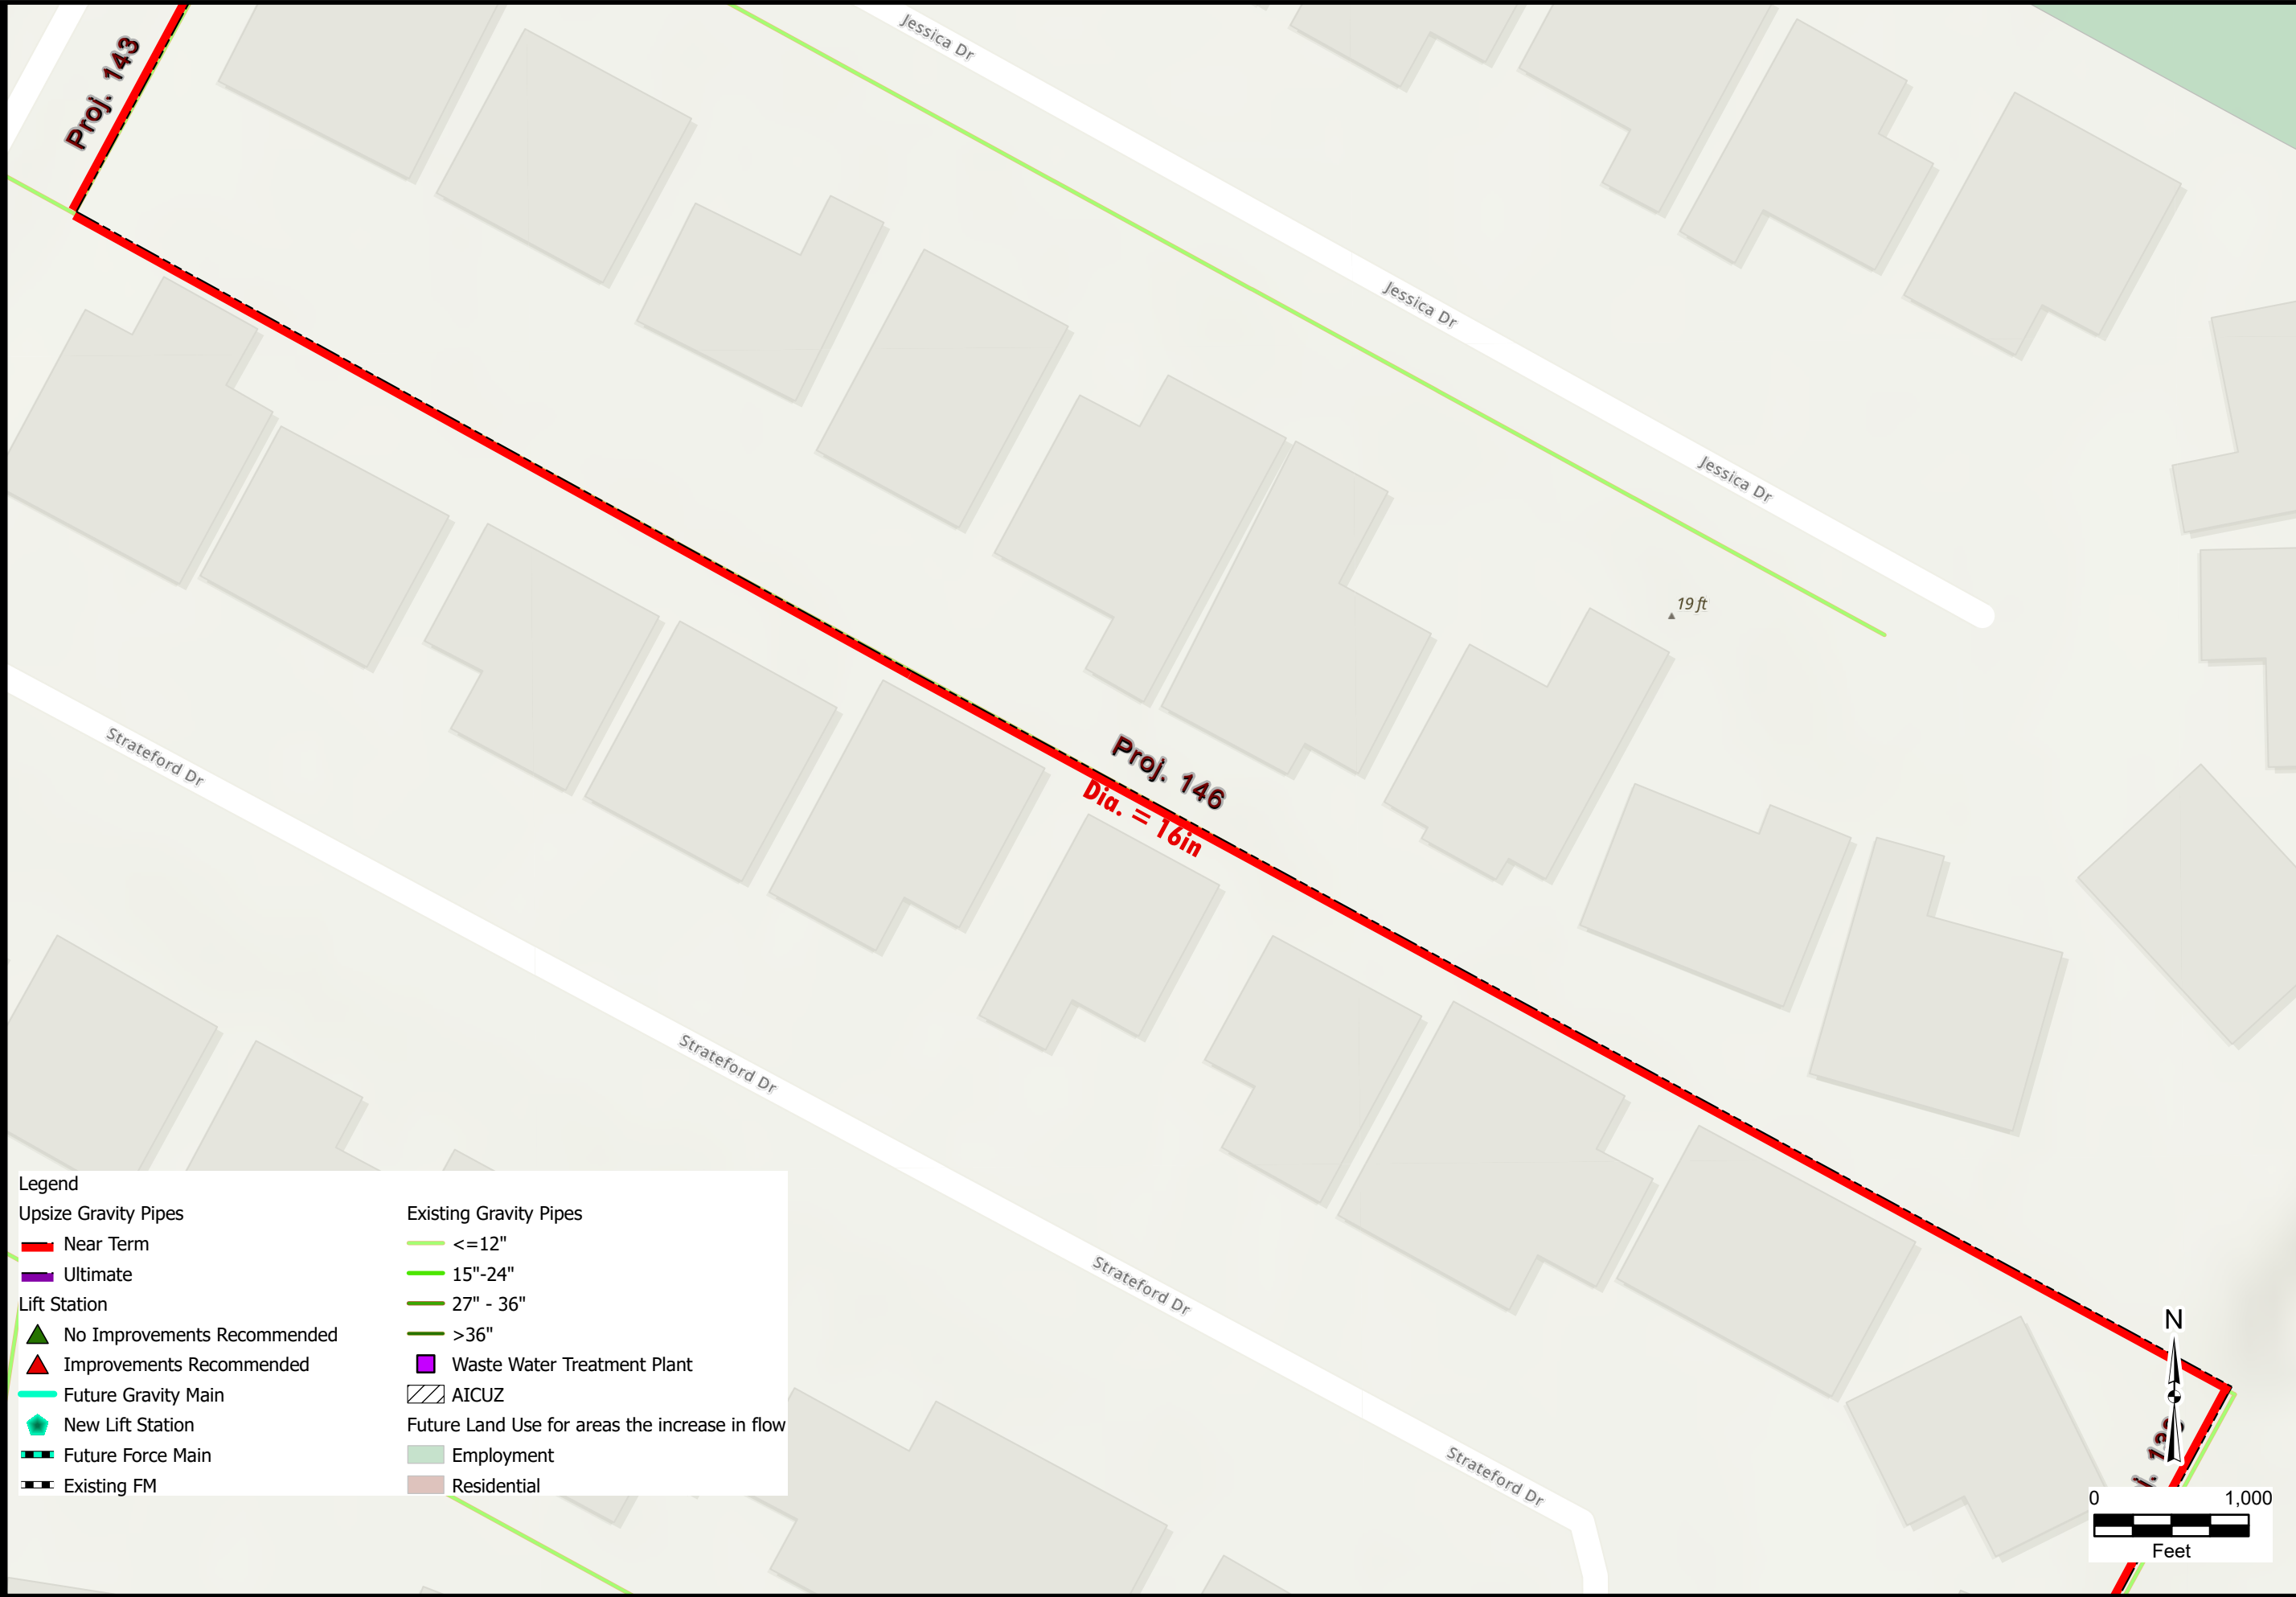 Jessica Dr
Proj. 143
Jessica Dr
Jessica Dr
19 ft
Strateford Dr
Proj. 146
Dia. = 16in
Strateford Dr
Strateford Dr
Strateford Dr
Legend
Upsize Gravity Pipes
Near Term
Ultimate
Lift Station
No Improvements Recommended
Improvements Recommended
Future Gravity Main
New Lift Station
Future Force Main
Existing FM
Existing Gravity Pipes
<=12"
15"-24"
27" - 36"
>36"
Waste Water Treatment Plant
AICUZ
Future Land Use for areas the increase in flow
Employment
Residential
N
0 1,000
Feet